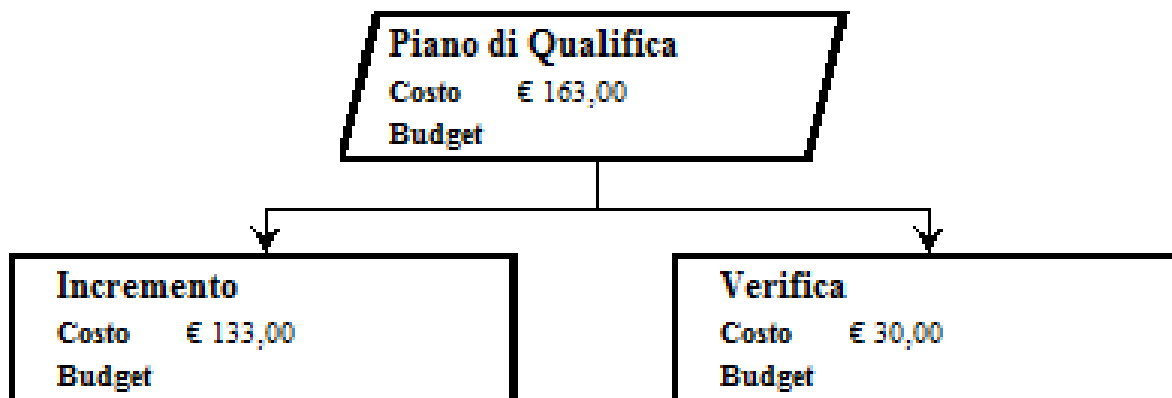 Piano di Qualifica
Costo € 163,00
Budget
Incremento
Costo € 133,00
Budget
Verifica
Costo € 30,00
Budget